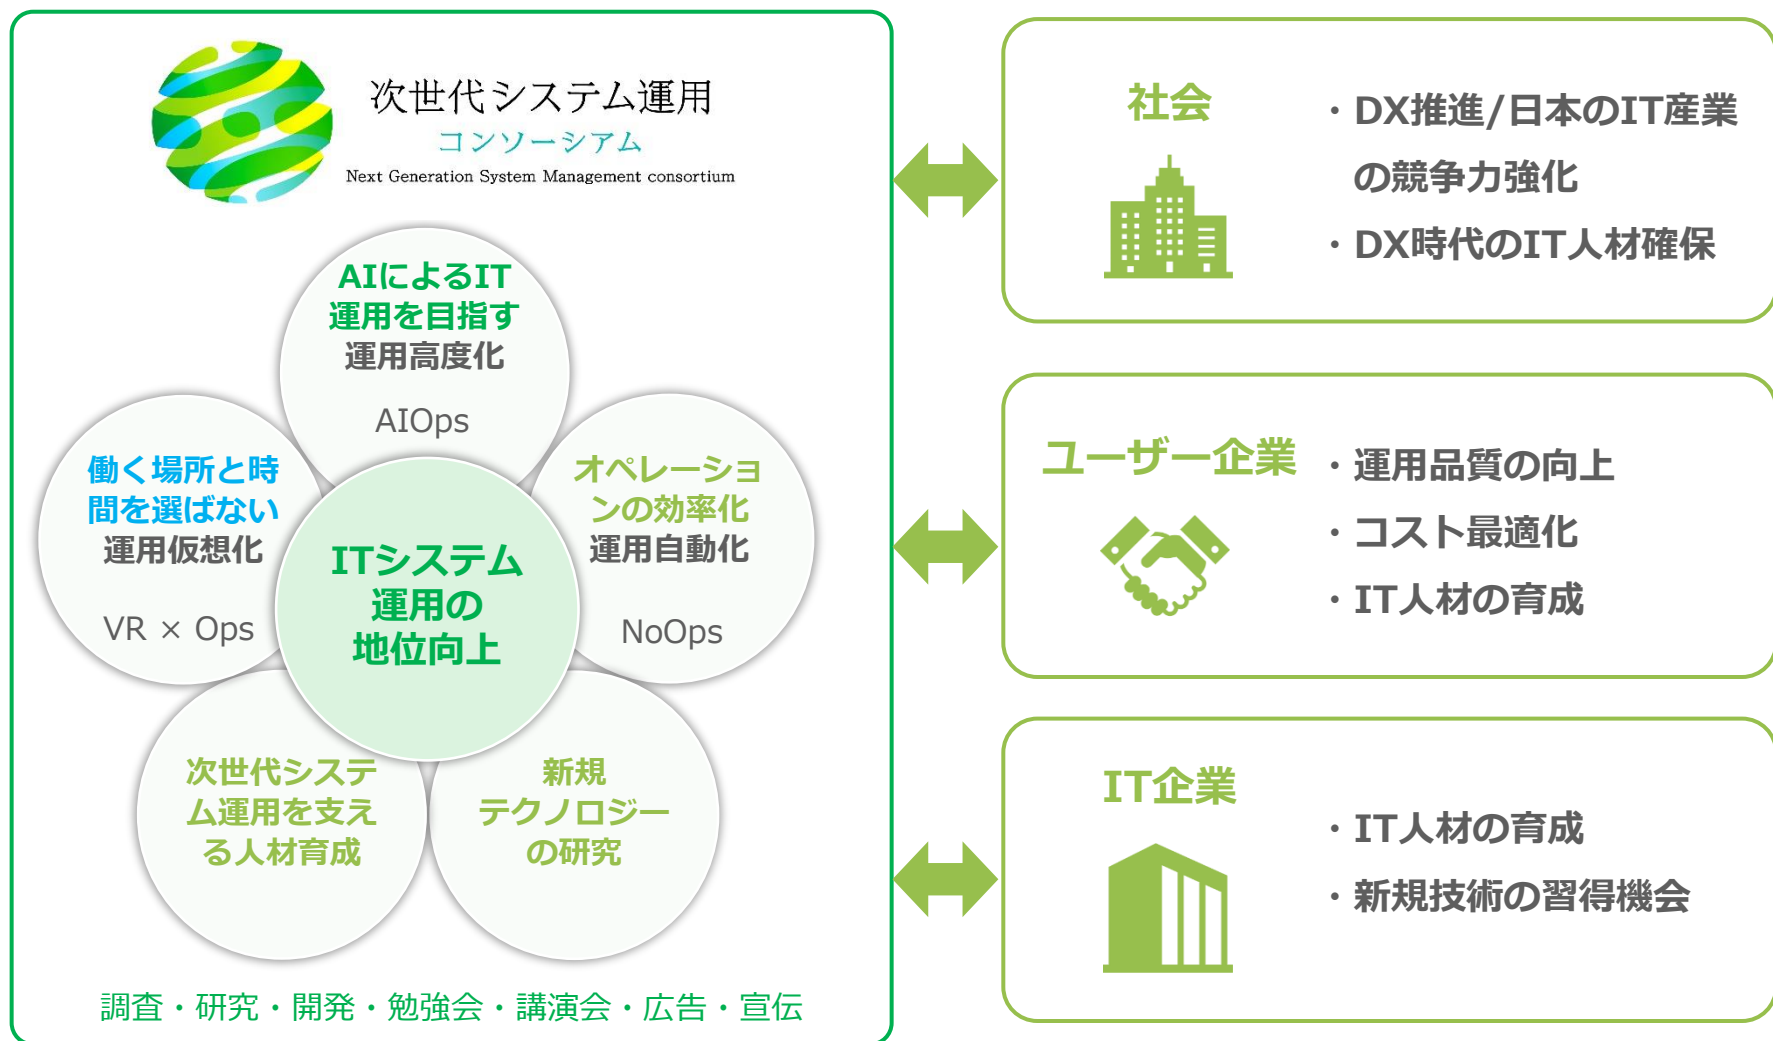 次世代システム運用
コンソーシアム
Next Generation System Management consortium
AIによるIT
運用を目指す
運用高度化
AIOps
働く場所と時
間を選ばない
運用仮想化
VR × Ops
オペレーショ
ンの効率化
運用自動化
NoOps
ITシステム
運用の
地位向上
次世代システ
ム運用を支え
る人材育成
新規
テクノロジー
の研究
調査・研究・開発・勉強会・講演会・広告・宣伝
社会
・DX推進/日本のIT産業
の競争力強化
・DX時代のIT人材確保
ユーザー企業
・運用品質の向上
・コスト最適化
・IT人材の育成
IT企業
・IT人材の育成
・新規技術の習得機会